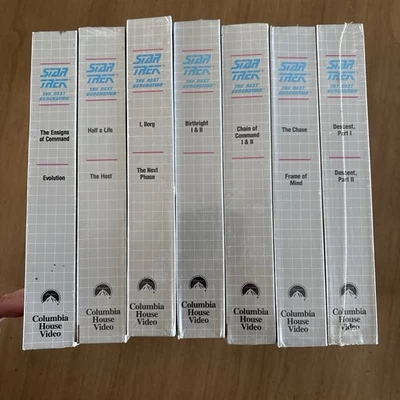 STAR
TREK
THE NEXT
GENERATION
The Ensigns
of Command
Evolution
Columbia
House
Video
STAR
TREK
THE NEXT
GENERATION
Half a Life
The Host
Columbia
House
Video
STAR
TREK
THE NEXT
GENERATION
I, Borg
The Next
Phase
Columbia
House
Video
STAR
TREK
THE NEXT
GENERATION
Birthright
I & II
Columbia
House
Video
STAR
TREK
THE NEXT
GENERATION
Chain of
Command
I & II
Columbia
House
Video
STAR
TREK
THE NEXT
GENERATION
The Chase
Frame of
Mind
Columbia
House
Video
STAR
TREK
THE NEXT
GENERATION
Descent,
Part I
Descent,
Part II
Columbia
House
Video